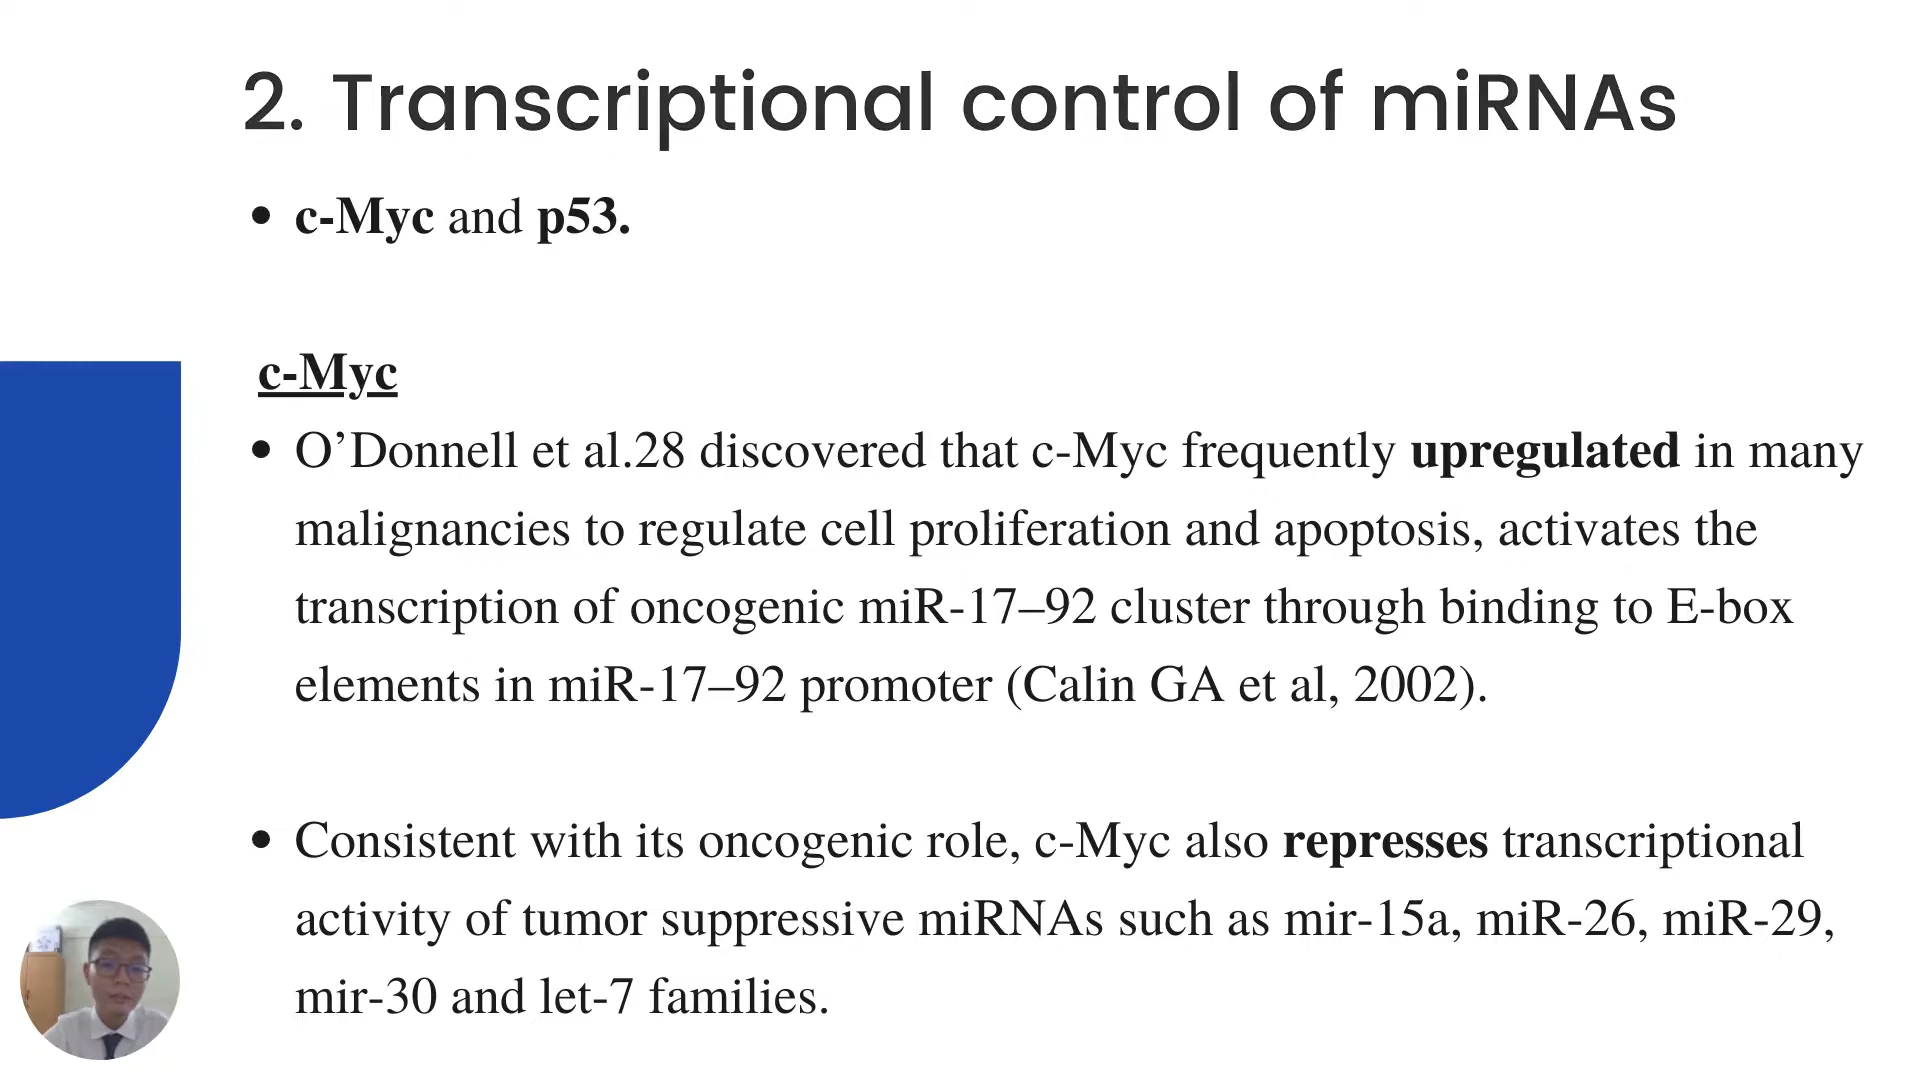 2. Transcriptional control of miRNAs
• c-Myc and p53.
c-Myc
• O’Donnell et al.28 discovered that c-Myc frequently upregulated in many
malignancies to regulate cell proliferation and apoptosis, activates the
transcription of oncogenic miR-17–92 cluster through binding to E-box
elements in miR-17–92 promoter (Calin GA et al, 2002).
• Consistent with its oncogenic role, c-Myc also represses transcriptional
activity of tumor suppressive miRNAs such as mir-15a, miR-26, miR-29,
mir-30 and let-7 families.